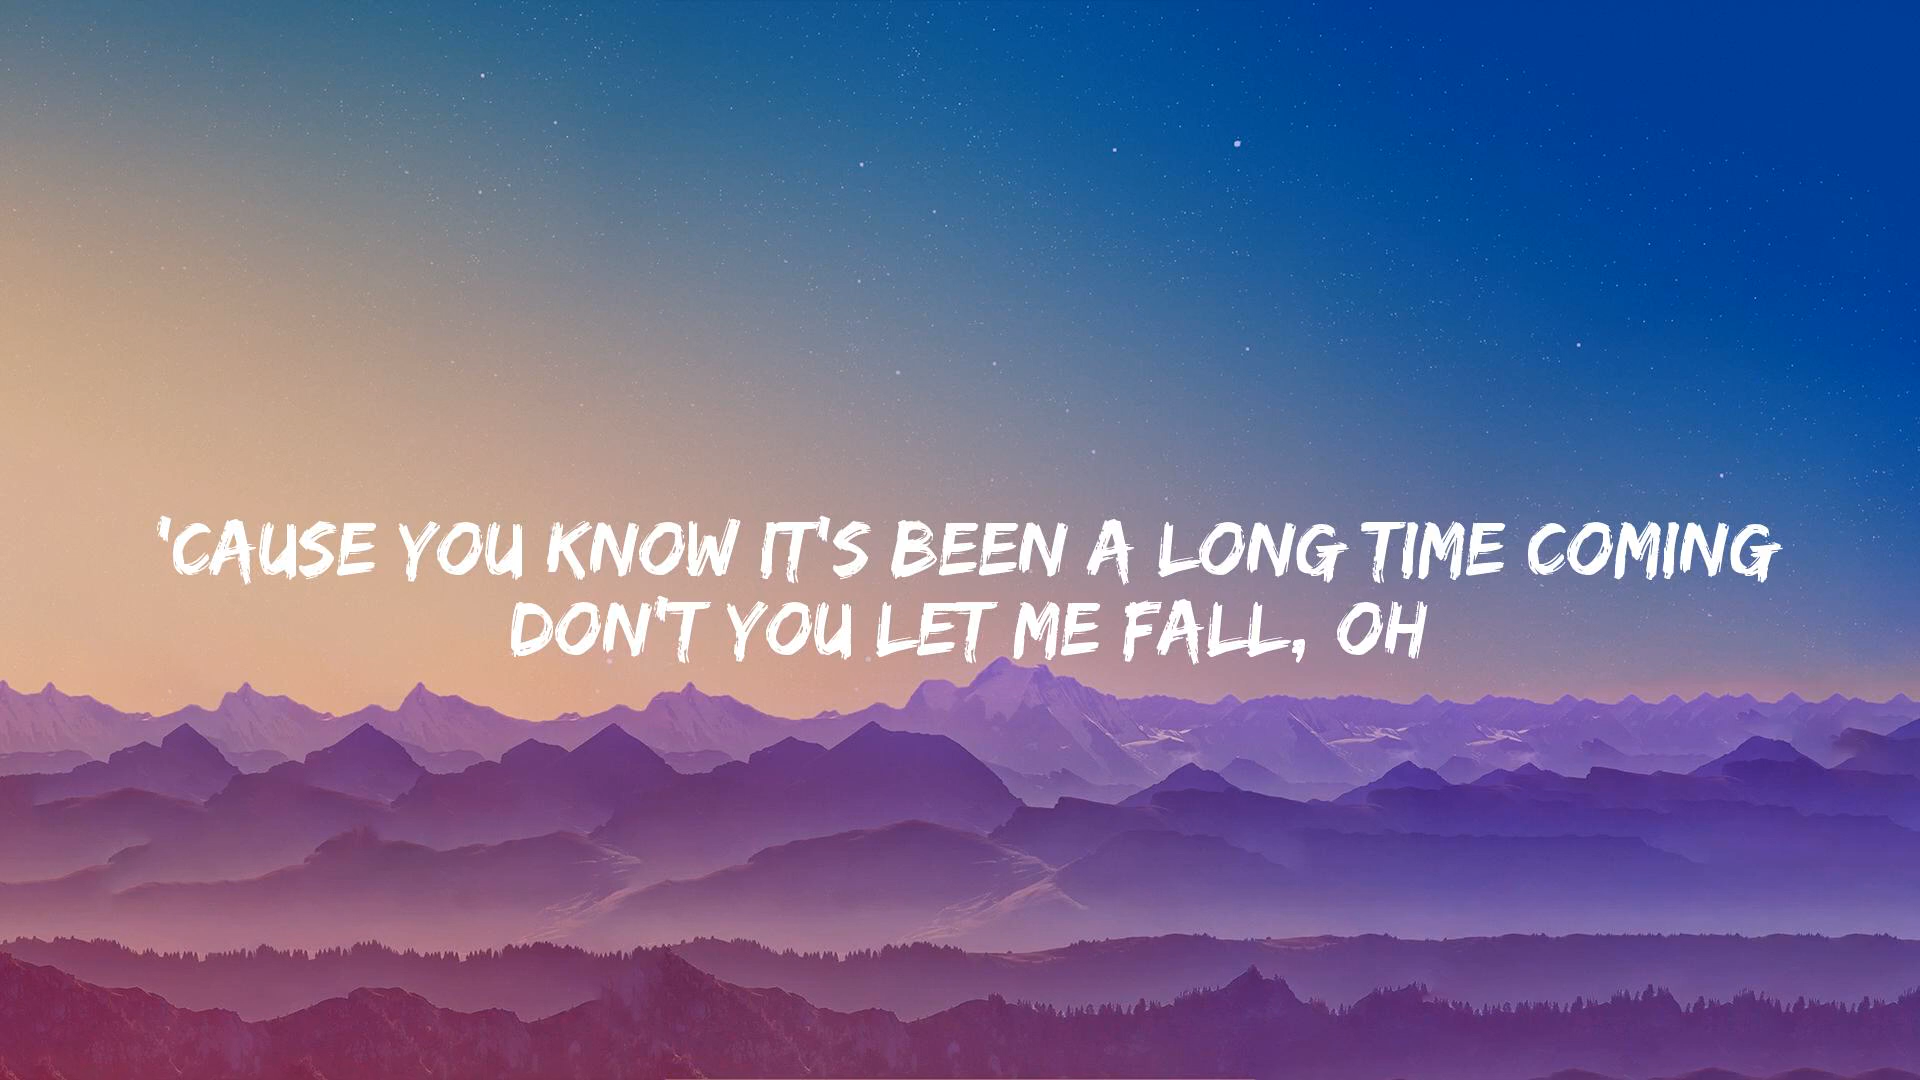 'CAUSE YOU KNOW IT'S BEEN A LONG TIME COMING
DON'T YOU LET ME FALL, OH